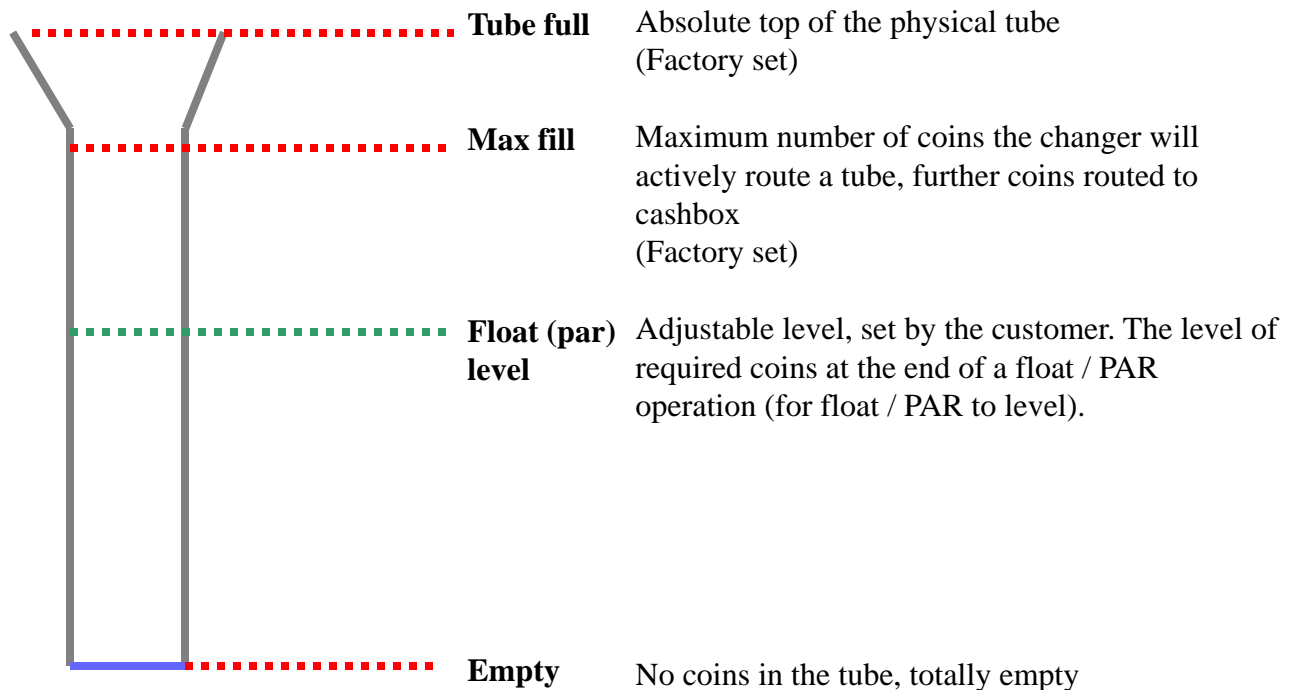 Tube full
Absolute top of the physical tube
(Factory set)
Max fill
Maximum number of coins the changer will
actively route a tube, further coins routed to
cashbox
(Factory set)
Float (par)
level
Adjustable level, set by the customer. The level of
required coins at the end of a float / PAR
operation (for float / PAR to level).
Empty
No coins in the tube, totally empty